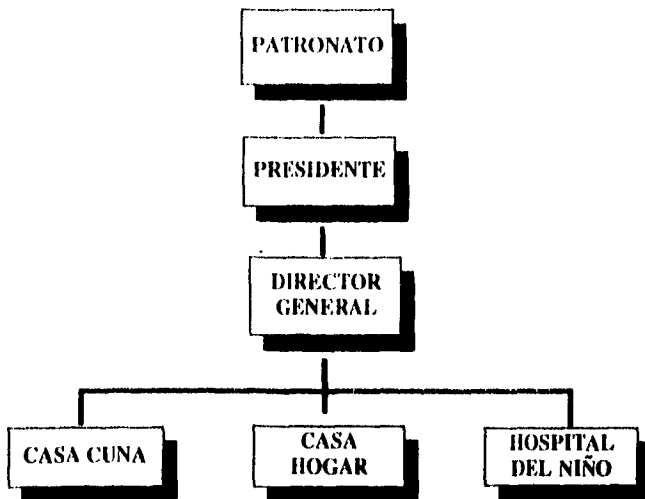 PATRONATO
PRESIDENTE
DIRECTOR
GENERAL
CASA CUNA
CASA
HOGAR
HOSPITAL
DEL NIÑO